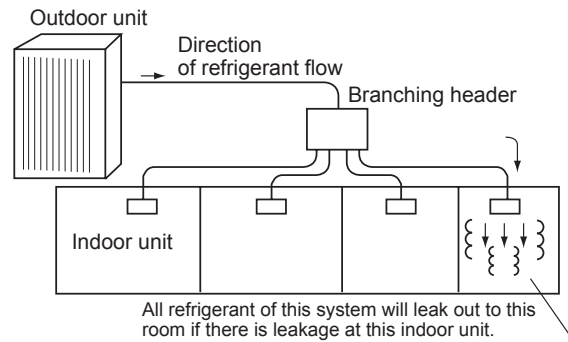 Outdoor unit
Direction
of refrigerant flow
Branching header
Indoor unit
All refrigerant of this system will leak out to this
room if there is leakage at this indoor unit.